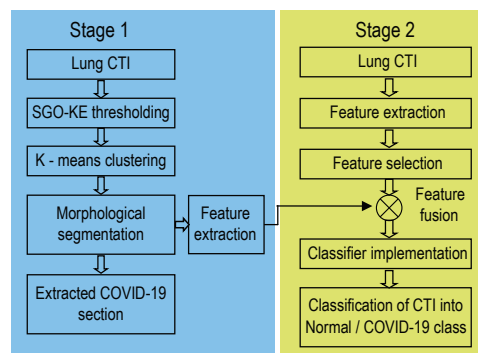 Stage 1
Lung CTI
SGO-KE thresholding
K - means clustering
Morphological
segmentation
Feature
extraction
Extracted COVID-19
section
Stage 2
Lung CTI
Feature extraction
Feature selection
Feature
fusion
Classifier implementation
Classification of CTI into
Normal / COVID-19 class